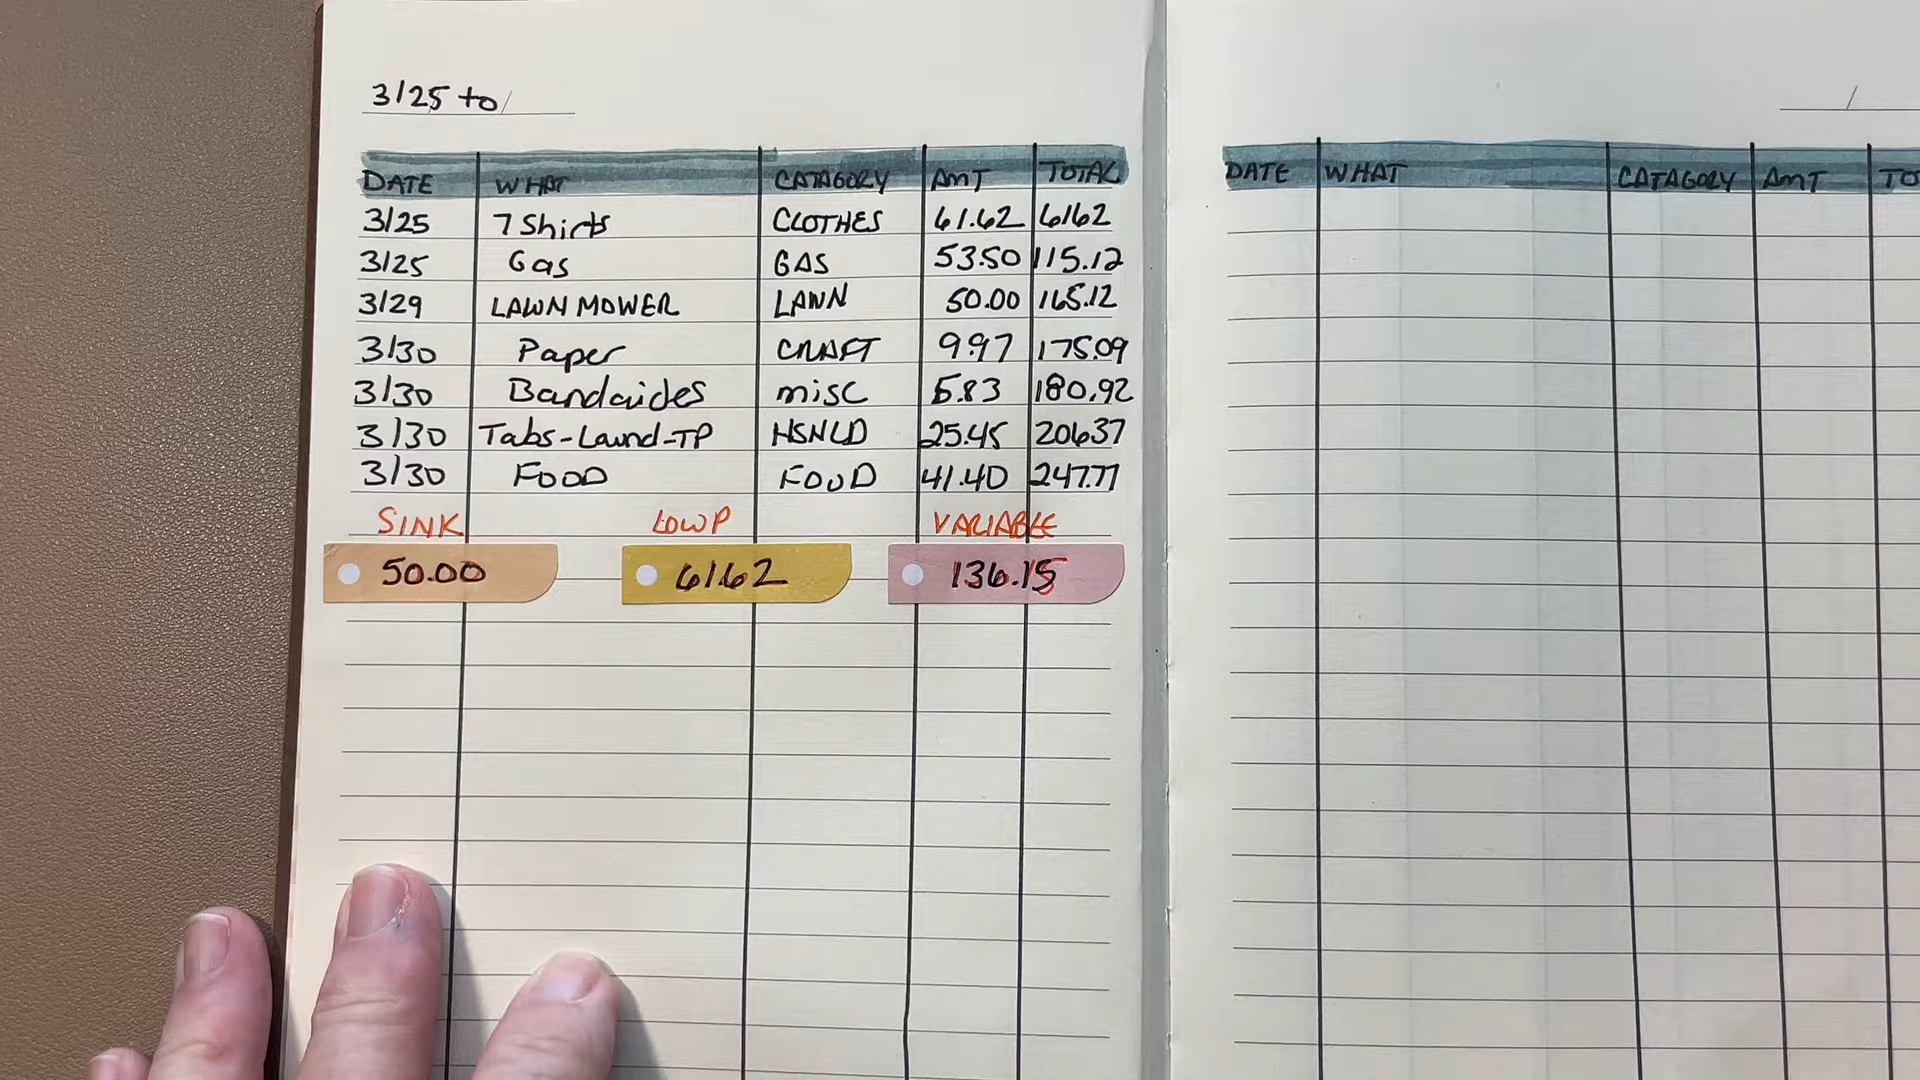 3/25 to /
/
DATE WHAT CATAGORY AMT TOTAL
3/25 7 Shirts CLOTHES 61.62 61.62
3/25 Gas GAS 53.50 115.12
3/29 LAWN MOWER LAWN 50.00 165.12
3/30 Paper CRAFT 9.97 175.09
3/30 Bandaides misc 5.83 180.92
3/30 Tabs-Laund-TP HSHLD 25.45 206.37
3/30 FOOD FOOD 41.40 247.77
SINK LOW P VARIABLE
50.00 61.62 136.15
DATE WHAT CATAGORY AMT TO